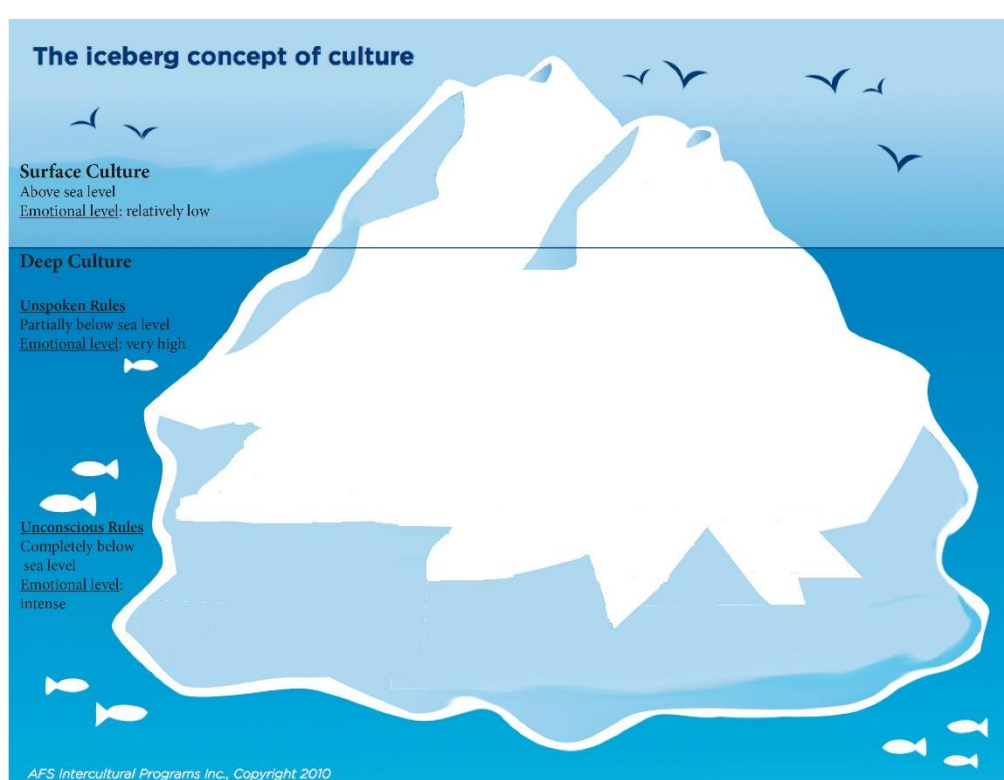 The iceberg concept of culture
Surface Culture
Above sea level
Emotional level: relatively low
Deep Culture
Unspoken Rules
Partially below sea level
Emotional level: very high
Unconscious Rules
Completely below
sea level
Emotional level:
intense
AFS Intercultural Programs Inc., Copyright 2010